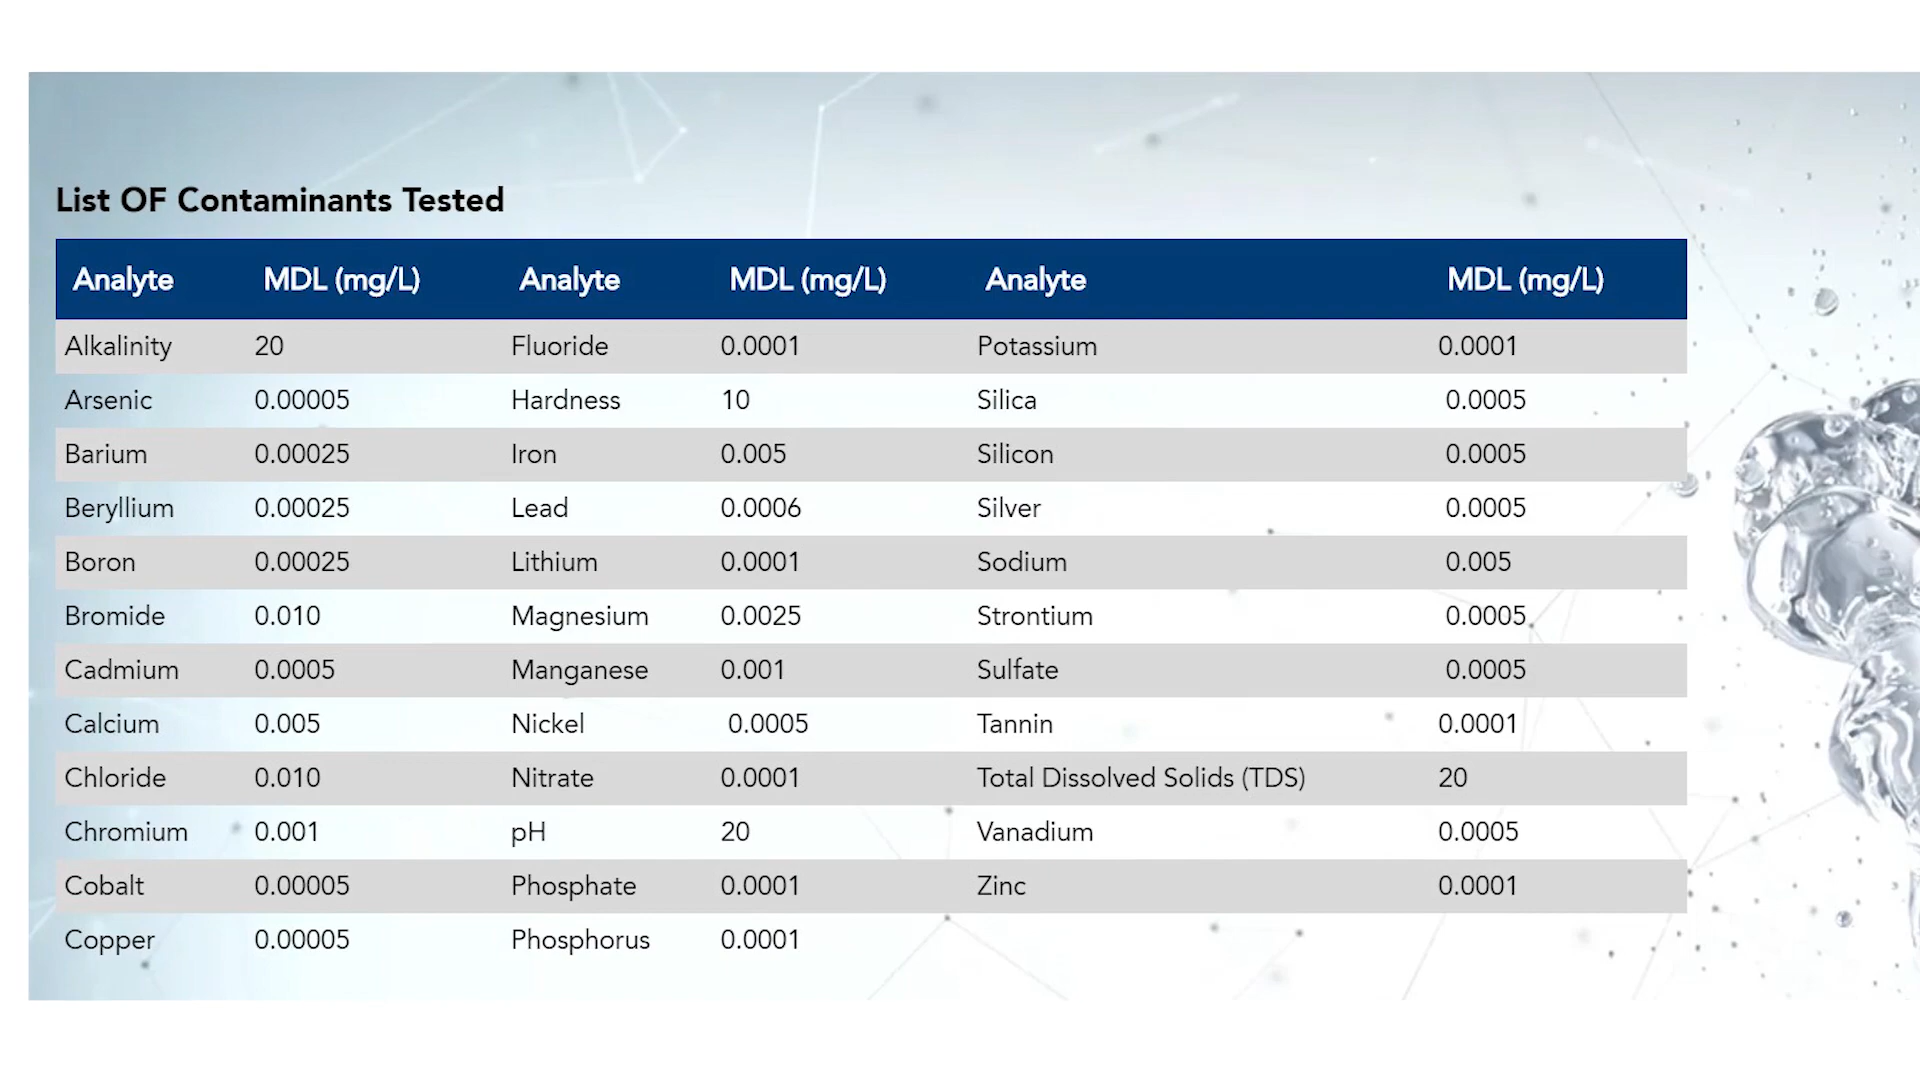 List OF Contaminants Tested
Analyte MDL (mg/L) Analyte MDL (mg/L) Analyte MDL (mg/L)
Alkalinity 20 Fluoride 0.0001 Potassium 0.0001
Arsenic 0.00005 Hardness 10 Silica 0.0005
Barium 0.00025 Iron 0.005 Silicon 0.0005
Beryllium 0.00025 Lead 0.0006 Silver 0.0005
Boron 0.00025 Lithium 0.0001 Sodium 0.005
Bromide 0.010 Magnesium 0.0025 Strontium 0.0005
Cadmium 0.0005 Manganese 0.001 Sulfate 0.0005
Calcium 0.005 Nickel 0.0005 Tannin 0.0001
Chloride 0.010 Nitrate 0.0001 Total Dissolved Solids (TDS) 20
Chromium 0.001 pH 20 Vanadium 0.0005
Cobalt 0.00005 Phosphate 0.0001 Zinc 0.0001
Copper 0.00005 Phosphorus 0.0001